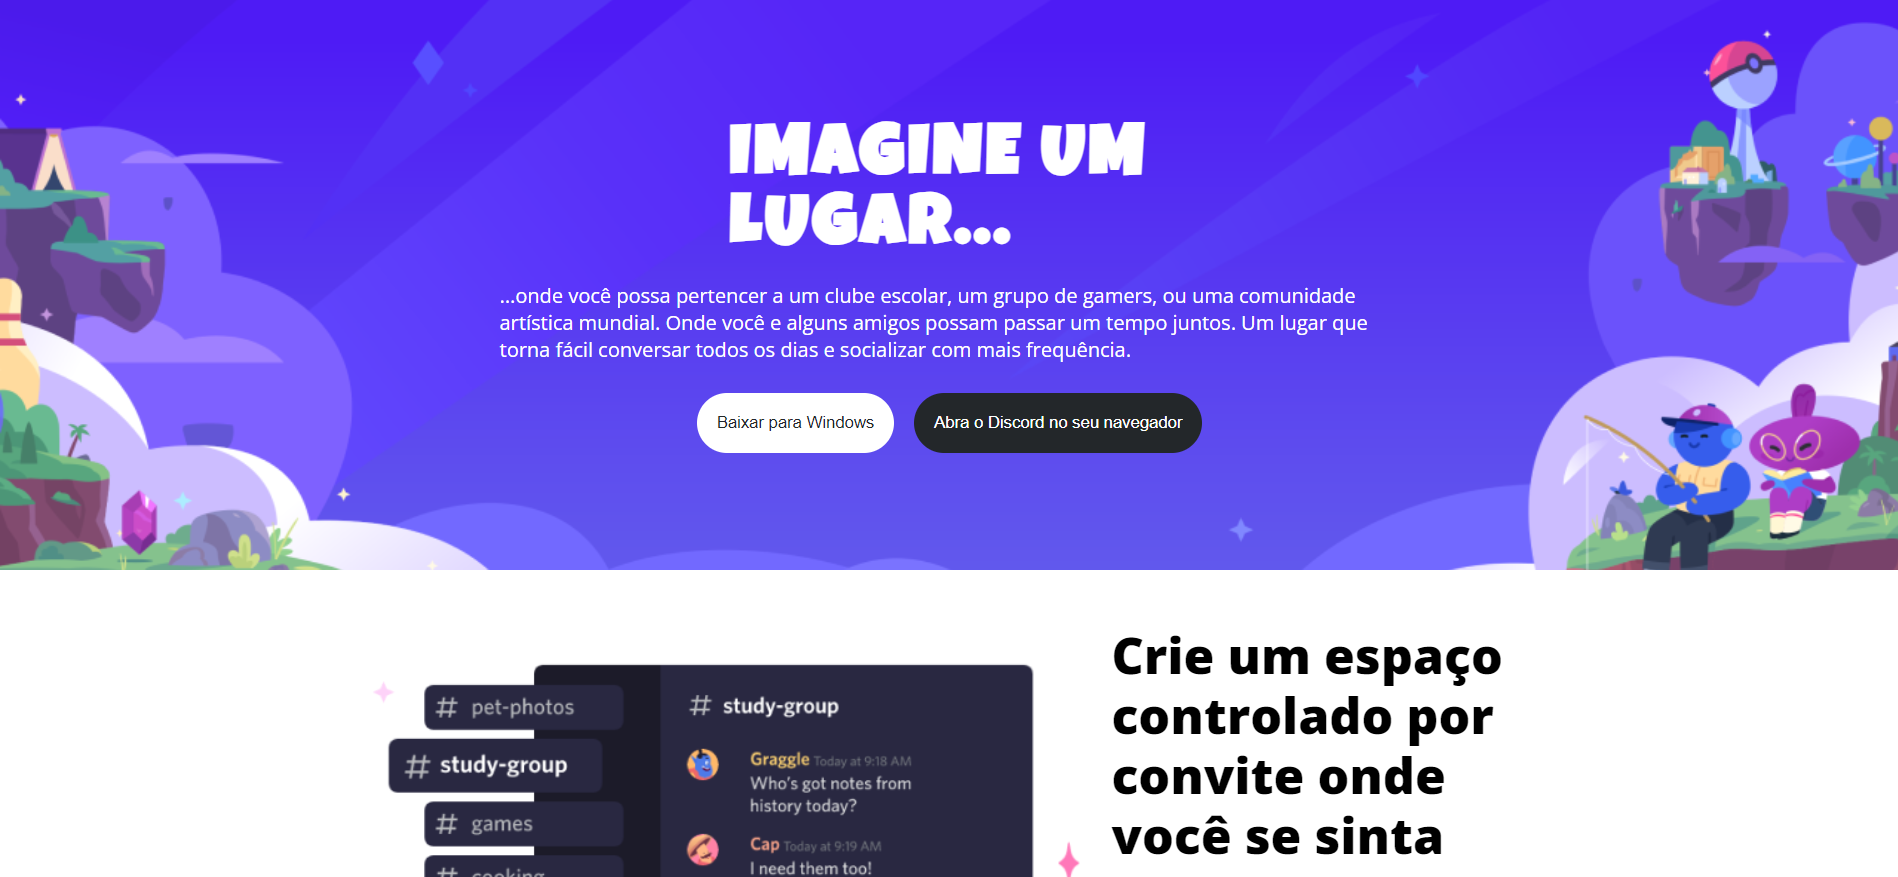 IMAGINE UM
LUGAR...
...onde você possa pertencer a um clube escolar, um grupo de gamers, ou uma comunidade
artística mundial. Onde você e alguns amigos possam passar um tempo juntos. Um lugar que
torna fácil conversar todos os dias e socializar com mais frequência.
Baixar para Windows
Abra o Discord no seu navegador
# pet-photos
# study-group
# games
# cooking
# study-group
Graggle Today at 9:18 AM
Who's got notes from
history today?
Cap Today at 9:19 AM
I need them too!
Crie um espaço
controlado por
convite onde
você se sinta